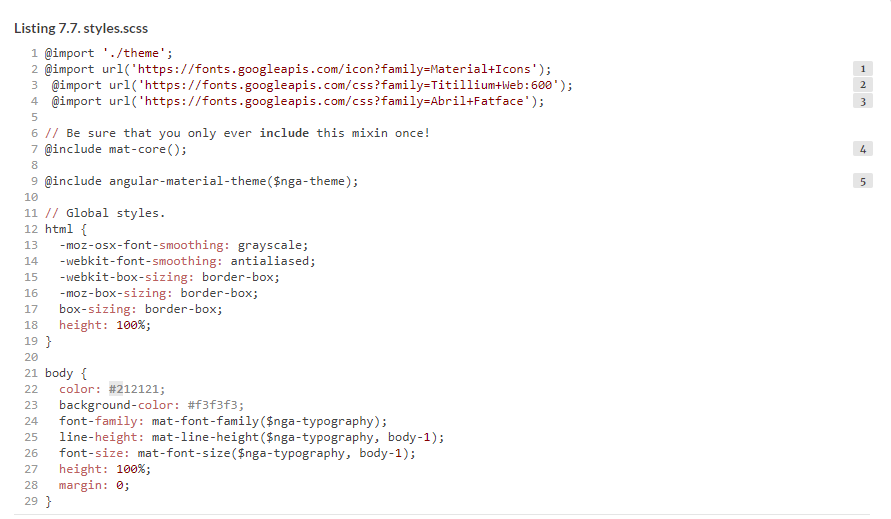 Listing 7.7. styles.scss
1 @import './theme';
2 @import url('https://fonts.googleapis.com/icon?family=Material+Icons'); 1
3  @import url('https://fonts.googleapis.com/css?family=Titillium+Web:600'); 2
4  @import url('https://fonts.googleapis.com/css?family=Abril+Fatface'); 3
5
6 // Be sure that you only ever include this mixin once!
7 @include mat-core(); 4
8
9 @include angular-material-theme($nga-theme); 5
10
11 // Global styles.
12 html {
13   -moz-osx-font-smoothing: grayscale;
14   -webkit-font-smoothing: antialiased;
15   -webkit-box-sizing: border-box;
16   -moz-box-sizing: border-box;
17   box-sizing: border-box;
18   height: 100%;
19 }
20
21 body {
22   color: #212121;
23   background-color: #f3f3f3;
24   font-family: mat-font-family($nga-typography);
25   line-height: mat-line-height($nga-typography, body-1);
26   font-size: mat-font-size($nga-typography, body-1);
27   height: 100%;
28   margin: 0;
29 }